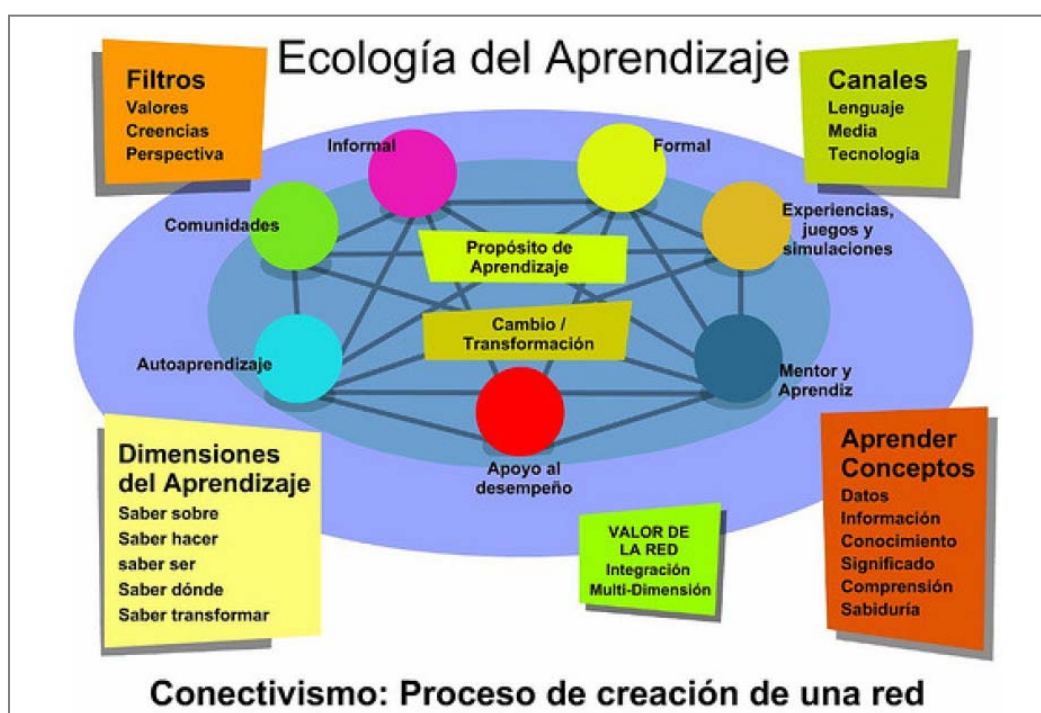 Ecología del Aprendizaje
Filtros
Valores
Creencias
Perspectiva
Canales
Lenguaje
Media
Tecnología
Informal
Formal
Comunidades
Experiencias,
juegos y
simulaciones
Propósito de
Aprendizaje
Cambio /
Transformación
Autoaprendizaje
Mentor y
Aprendiz
Apoyo al
desempeño
Dimensiones
del Aprendizaje
Saber sobre
Saber hacer
saber ser
Saber dónde
Saber transformar
VALOR DE
LA RED
Integración
Multi-Dimensión
Aprender
Conceptos
Datos
Información
Conocimiento
Significado
Comprensión
Sabiduría
Conectivismo: Proceso de creación de una red